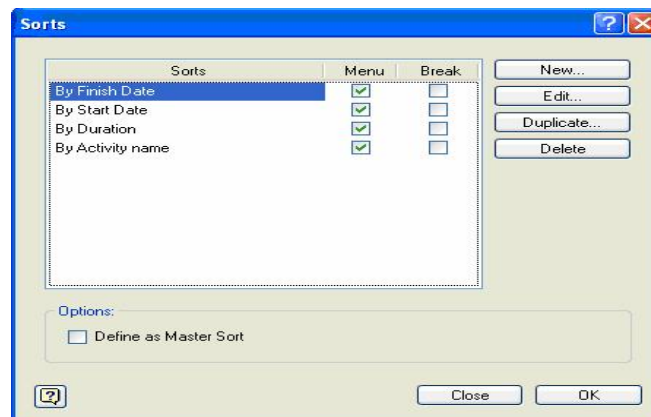 Sorts
Sorts Menu Break
New...
By Finish Date
Edit...
By Start Date
Duplicate...
By Duration
Delete
By Activity name
Options:
Define as Master Sort
Close OK